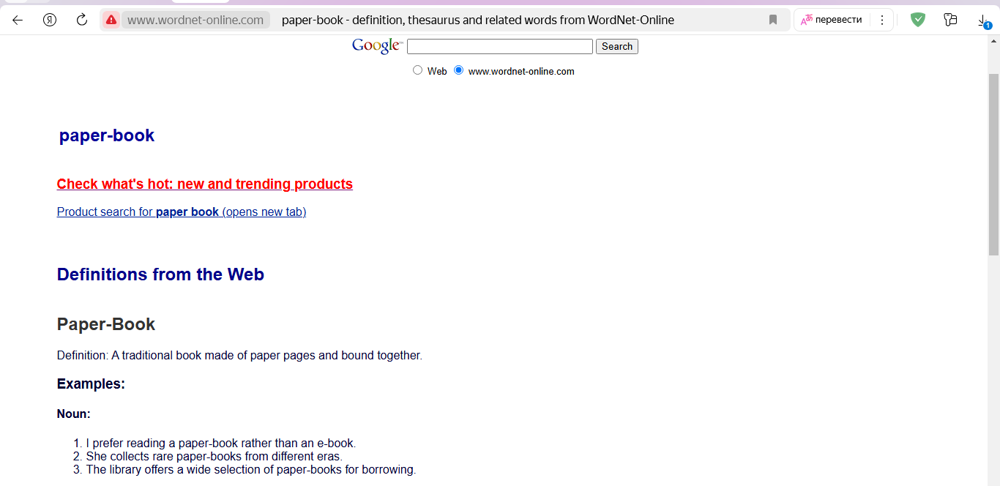 www.wordnet-online.com paper-book - definition, thesaurus and related words from WordNet-Online перевести
1
Google™ Search
Web www.wordnet-online.com
paper-book
Check what's hot: new and trending products
Product search for paper book (opens new tab)
Definitions from the Web
Paper-Book
Definition: A traditional book made of paper pages and bound together.
Examples:
Noun:
1. I prefer reading a paper-book rather than an e-book.
2. She collects rare paper-books from different eras.
3. The library offers a wide selection of paper-books for borrowing.